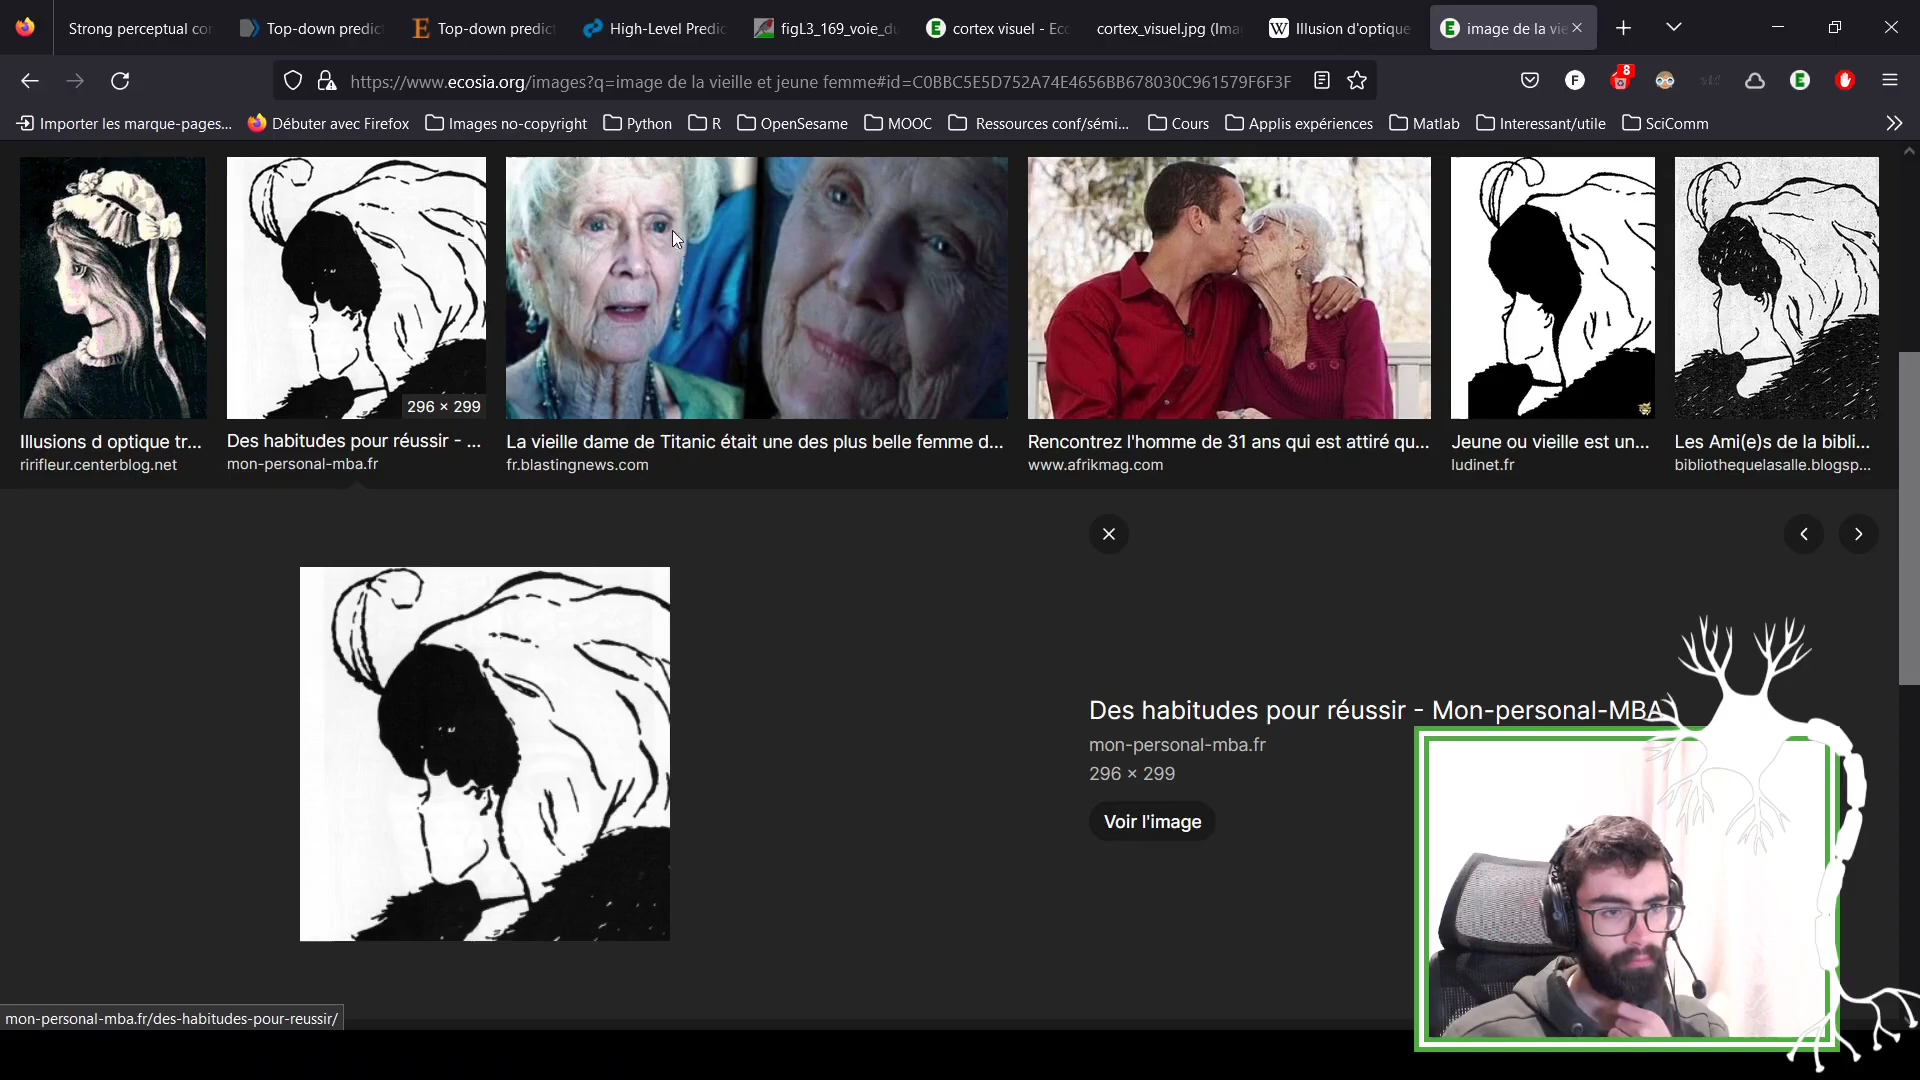 Strong perceptual co
Top-down predic
Top-down predic
High-Level Predic
figL3_169_voie_du
cortex visuel - Eco
cortex_visuel.jpg (Ima
Illusion d'optique
image de la vie
https://www.ecosia.org/images?q=image de la vieille et jeune femme#id=C0BBC5E5D752A74E4656BB678030C961579F6F3F
F
8
Importer les marque-pages...
Débuter avec Firefox
Images no-copyright
Python
R
OpenSesame
MOOC
Ressources conf/sémi...
Cours
Applis expériences
Matlab
Interessant/utile
SciComm
296 × 299
Illusions d optique tr...
ririfleur.centerblog.net
Des habitudes pour réussir - ...
mon-personal-mba.fr
La vieille dame de Titanic était une des plus belle femme d...
fr.blastingnews.com
Rencontrez l'homme de 31 ans qui est attiré qu...
www.afrikmag.com
Jeune ou vieille est un...
ludinet.fr
Les Ami(e)s de la bibli...
bibliothequelasalle.blogsp...
Des habitudes pour réussir - Mon-personal-MBA
mon-personal-mba.fr
296 × 299
Voir l'image
mon-personal-mba.fr/des-habitudes-pour-reussir/